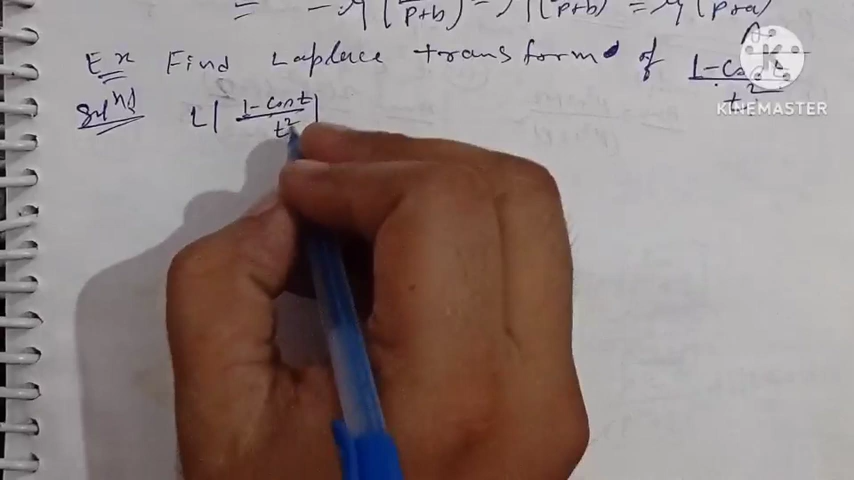 = - η ( /p+b) = η ( /p+b) = η (p+a)
Ex Find Laplace transform of 1-cos t/t²
Solⁿ L| 1-cos t/t² |
KINEMASTER